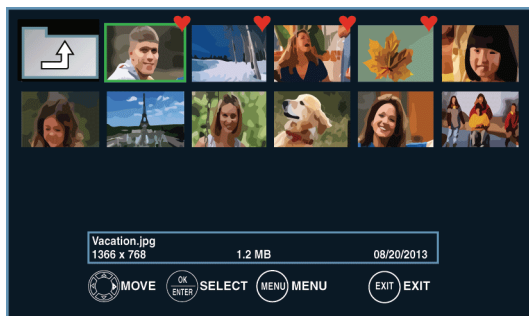 Vacation.jpg
1366 x 768 1.2 MB 08/20/2013
MOVE OK ENTER SELECT MENU MENU EXIT EXIT